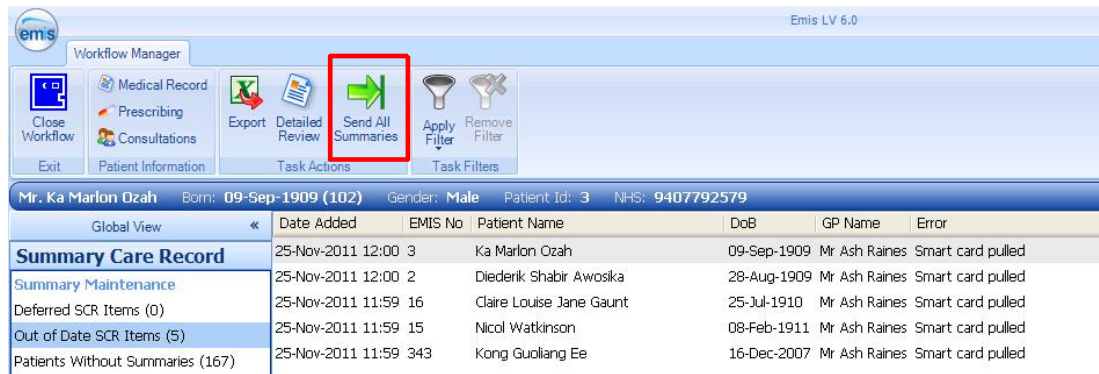 Emis LV 6.0
emis
Workflow Manager
Close Workflow
Medical Record
Prescribing
Consultations
Export
Detailed Review
Send All Summaries
Apply Filter
Remove Filter
Exit
Patient Information
Task Actions
Task Filters
Mr. Ka Marlon Ozah Born: 09-Sep-1909 (102) Gender: Male Patient Id: 3 NHS: 9407792579
Global View «
Summary Care Record
Summary Maintenance
Deferred SCR Items (0)
Out of Date SCR Items (5)
Patients Without Summaries (167)
Date Added EMIS No Patient Name DoB GP Name Error
25-Nov-2011 12:00 3 Ka Marlon Ozah 09-Sep-1909 Mr Ash Raines Smart card pulled
25-Nov-2011 12:00 2 Diederik Shabir Awosika 28-Aug-1909 Mr Ash Raines Smart card pulled
25-Nov-2011 11:59 16 Claire Louise Jane Gaunt 25-Jul-1910 Mr Ash Raines Smart card pulled
25-Nov-2011 11:59 15 Nicol Watkinson 08-Feb-1911 Mr Ash Raines Smart card pulled
25-Nov-2011 11:59 343 Kong Guoliang Ee 16-Dec-2007 Mr Ash Raines Smart card pulled